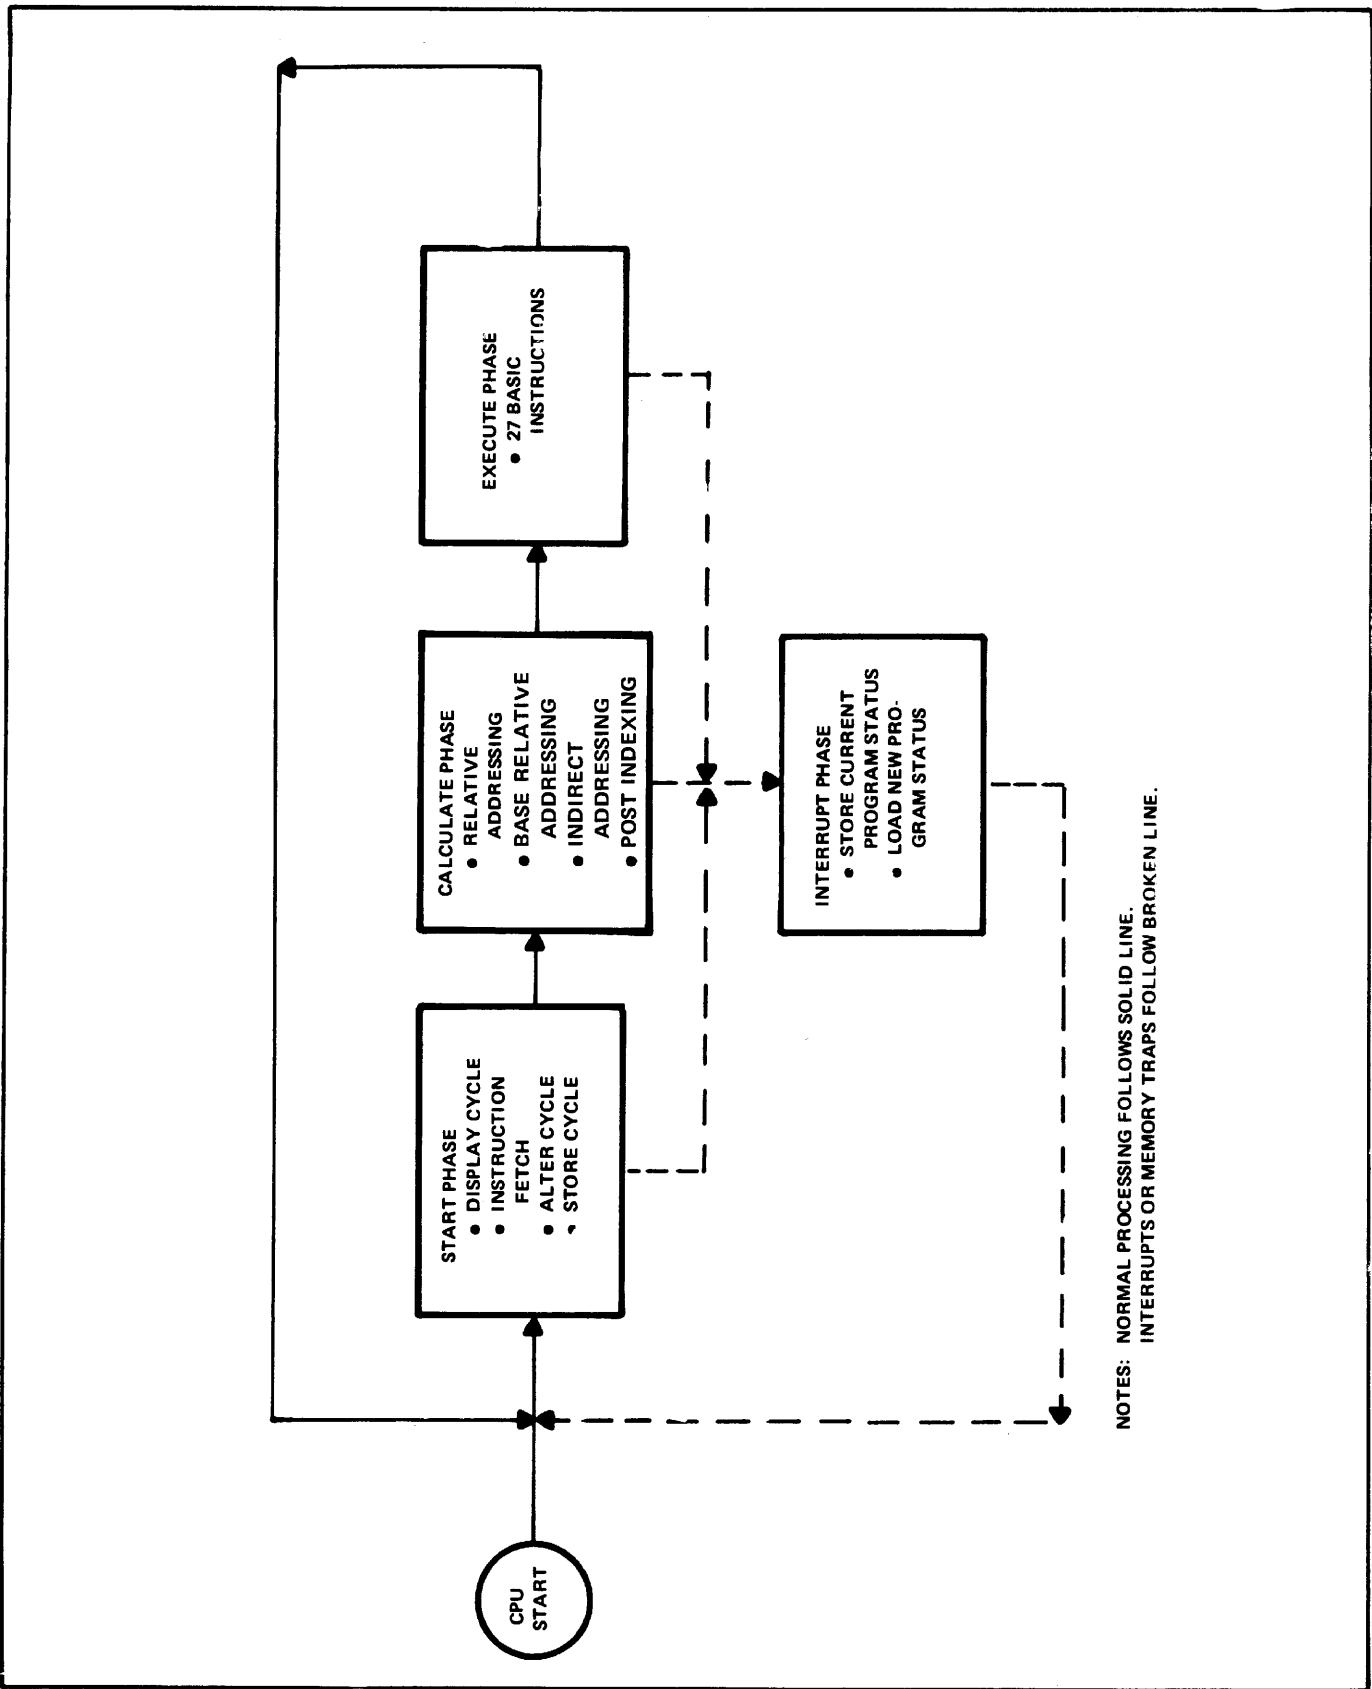 CPU
START
START PHASE
• DISPLAY CYCLE
• INSTRUCTION
FETCH
• ALTER CYCLE
• STORE CYCLE
CALCULATE PHASE
• RELATIVE
ADDRESSING
• BASE RELATIVE
ADDRESSING
• INDIRECT
ADDRESSING
• POST INDEXING
EXECUTE PHASE
• 27 BASIC
INSTRUCTIONS
INTERRUPT PHASE
• STORE CURRENT
PROGRAM STATUS
• LOAD NEW PRO-
GRAM STATUS
NOTES: NORMAL PROCESSING FOLLOWS SOLID LINE.
INTERRUPTS OR MEMORY TRAPS FOLLOW BROKEN LINE.